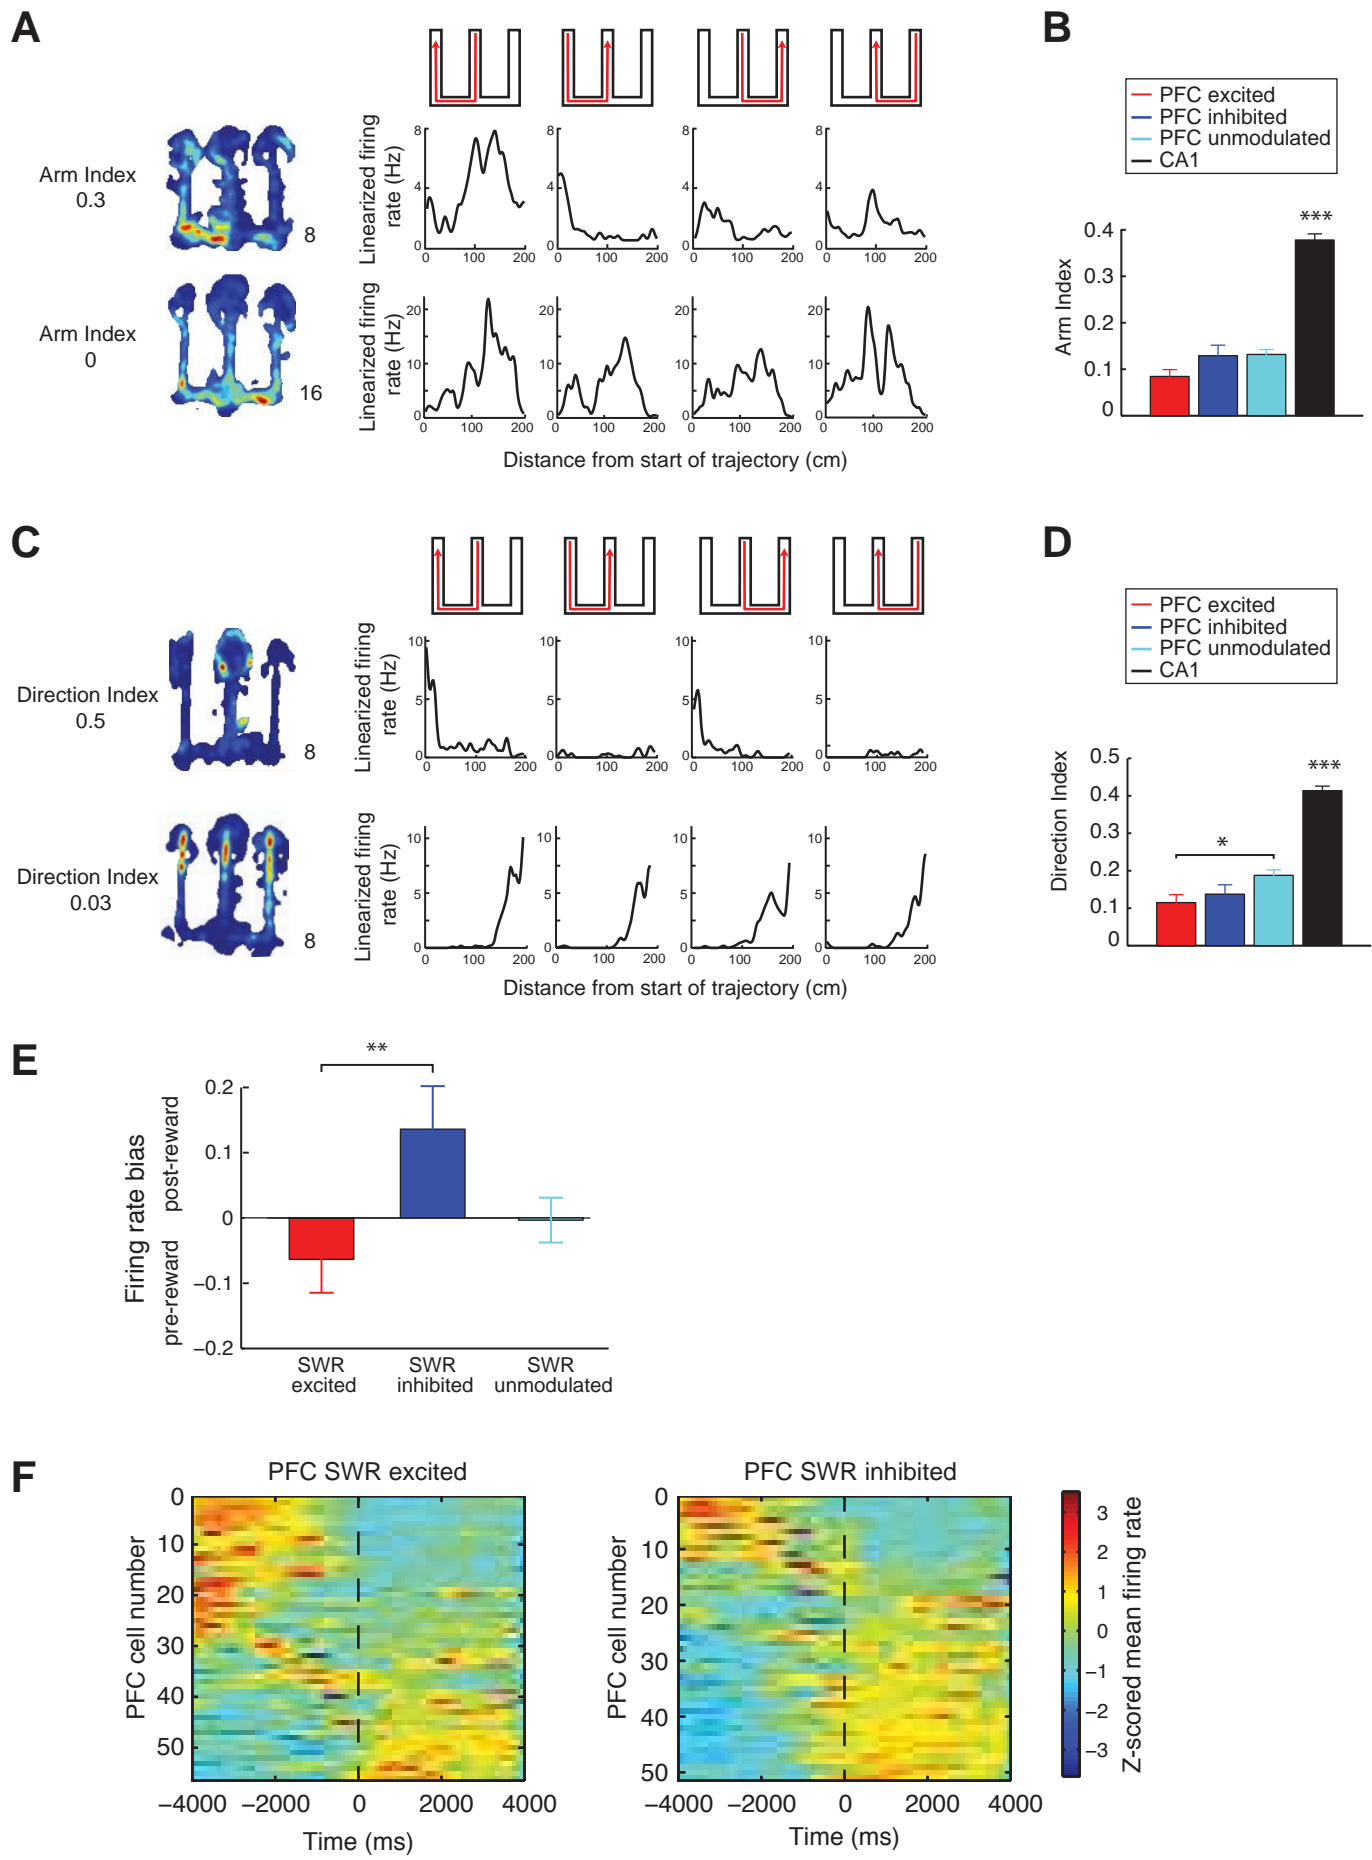 A
Arm Index
0.3
8
Linearized firing
rate (Hz)
8
4
0
0 100 200
8
4
0
0 100 200
8
4
0
0 100 200
8
4
0
0 100 200
Arm Index
0
16
Linearized firing
rate (Hz)
20
10
0
0 100 200
20
10
0
0 100 200
20
10
0
0 100 200
20
10
0
0 100 200
Distance from start of trajectory (cm)
B
PFC excited
PFC inhibited
PFC unmodulated
CA1
Arm Index
0.4
0.3
0.2
0.1
0
***
C
Direction Index
0.5
8
Linearized firing
rate (Hz)
10
5
0
0 100 200
10
5
0
0 100 200
10
5
0
0 100 200
10
5
0
0 100 200
Direction Index
0.03
8
Linearized firing
rate (Hz)
10
5
0
0 100 200
10
5
0
0 100 200
10
5
0
0 100 200
10
5
0
0 100 200
Distance from start of trajectory (cm)
D
PFC excited
PFC inhibited
PFC unmodulated
CA1
Direction Index
0.5
0.4
0.3
0.2
0.1
0
*
***
E
Firing rate bias
pre-reward post-reward
0.2
0.1
0
−0.1
−0.2
**
SWR
excited
SWR
inhibited
SWR
unmodulated
F
PFC SWR excited
PFC cell number
0
10
20
30
40
50
−4000 −2000 0 2000 4000
Time (ms)
PFC SWR inhibited
PFC cell number
0
10
20
30
40
50
−4000 −2000 0 2000 4000
Time (ms)
3
2
1
0
−1
−2
−3
Z-scored mean firing rate